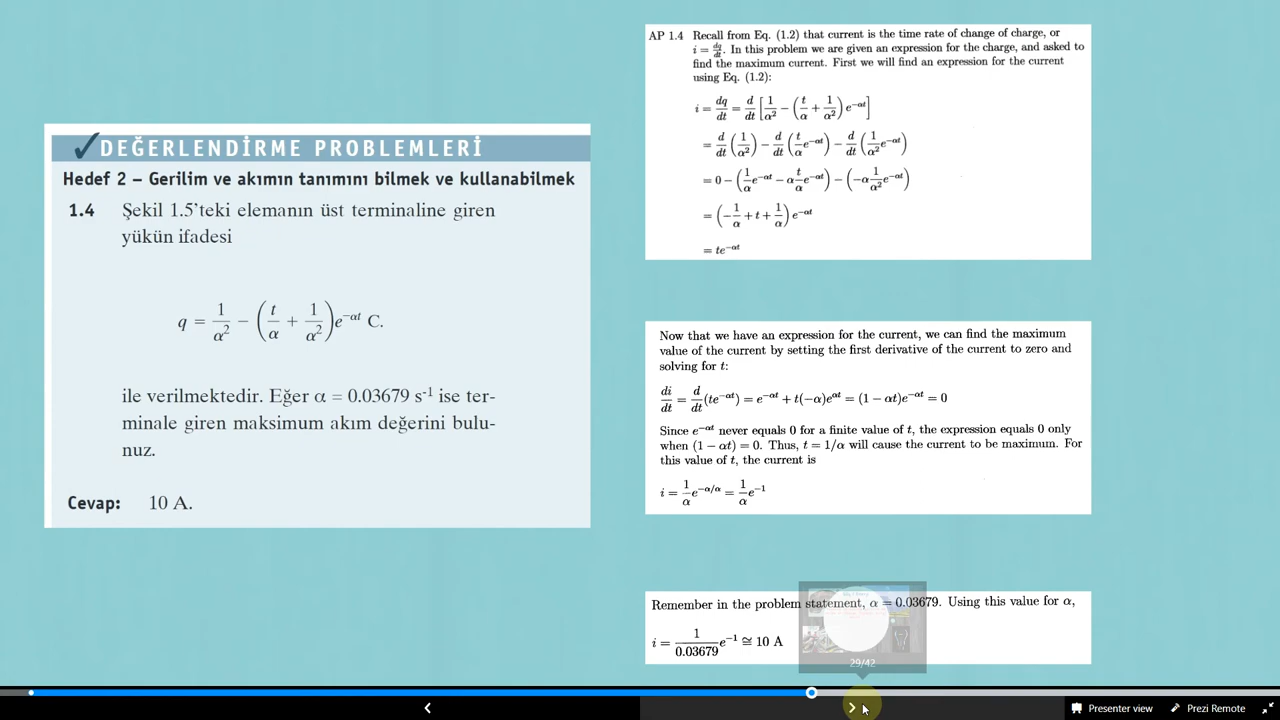 DEĞERLENDİRME PROBLEMLERİ
Hedef 2 – Gerilim ve akımın tanımını bilmek ve kullanabilmek
1.4 Şekil 1.5'teki elemanın üst terminaline giren
yükün ifadesi
q = 1/α² − (t/α + 1/α²)e^−αt C.
ile verilmektedir. Eğer α = 0.03679 s^-1 ise ter-
minale giren maksimum akım değerini bulu-
nuz.
Cevap: 10 A.
AP 1.4 Recall from Eq. (1.2) that current is the time rate of change of charge, or
i = dq/dt. In this problem we are given an expression for the charge, and asked to
find the maximum current. First we will find an expression for the current
using Eq. (1.2):
i = dq/dt = d/dt [1/α² − (t/α + 1/α²) e^−αt]
= d/dt (1/α²) − d/dt (t/α e^−αt) − d/dt (1/α² e^−αt)
= 0 − (1/α e^−αt − α t/α e^−αt) − (−α 1/α² e^−αt)
= (−1/α + t + 1/α) e^−αt
= te^−αt
Now that we have an expression for the current, we can find the maximum
value of the current by setting the first derivative of the current to zero and
solving for t:
di/dt = d/dt (te^−αt) = e^−αt + t(−α)e^αt = (1 − αt)e^−αt = 0
Since e^−αt never equals 0 for a finite value of t, the expression equals 0 only
when (1 − αt) = 0. Thus, t = 1/α will cause the current to be maximum. For
this value of t, the current is
i = 1/α e^−α/α = 1/α e^−1
Remember in the problem statement, α = 0.03679. Using this value for α,
i = 1/0.03679 e^−1 ≅ 10 A
29/42
Presenter view
Prezi Remote